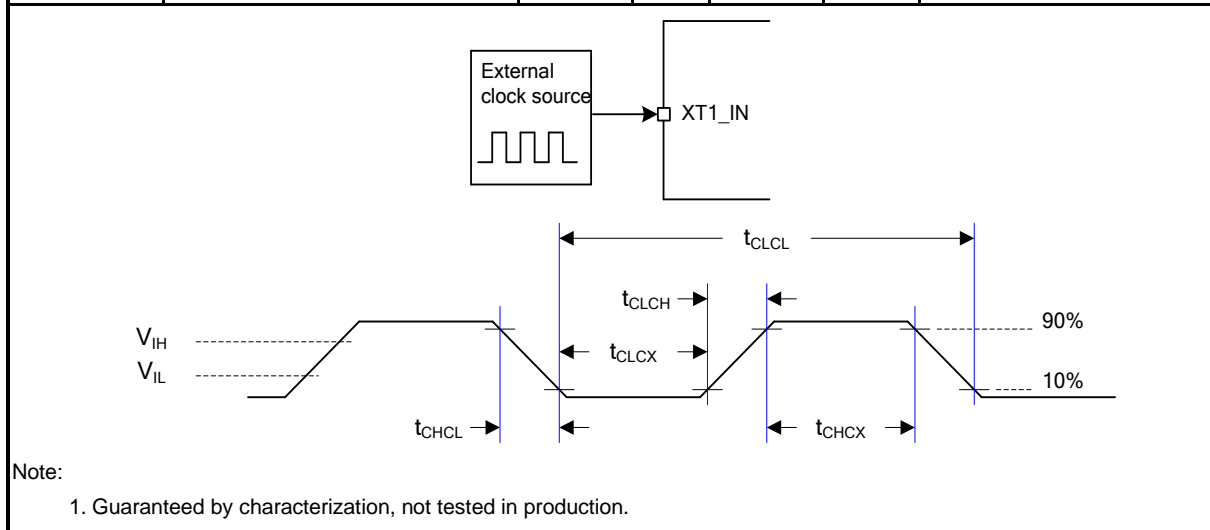 External
clock source
XT1_IN
tCLCL
tCLCH
90%
VIH
tCLCX
VIL
10%
tCHCL
tCHCX
Note:
1. Guaranteed by characterization, not tested in production.